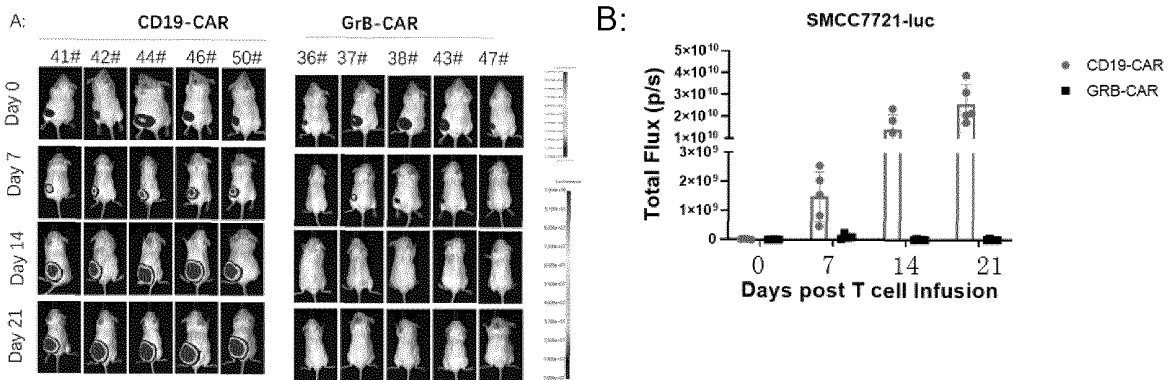 A:
CD19-CAR
GrB-CAR
41# 42# 44# 46# 50#
36# 37# 38# 43# 47#
Day 0
Day 7
Day 14
Day 21
B:
SMCC7721-luc
Total Flux (p/s)
5×10¹⁰
4×10¹⁰
3×10¹⁰
2×10¹⁰
1×10¹⁰
3×10⁹
2×10⁹
1×10⁹
0
0 7 14 21
Days post T cell Infusion
CD19-CAR
GRB-CAR